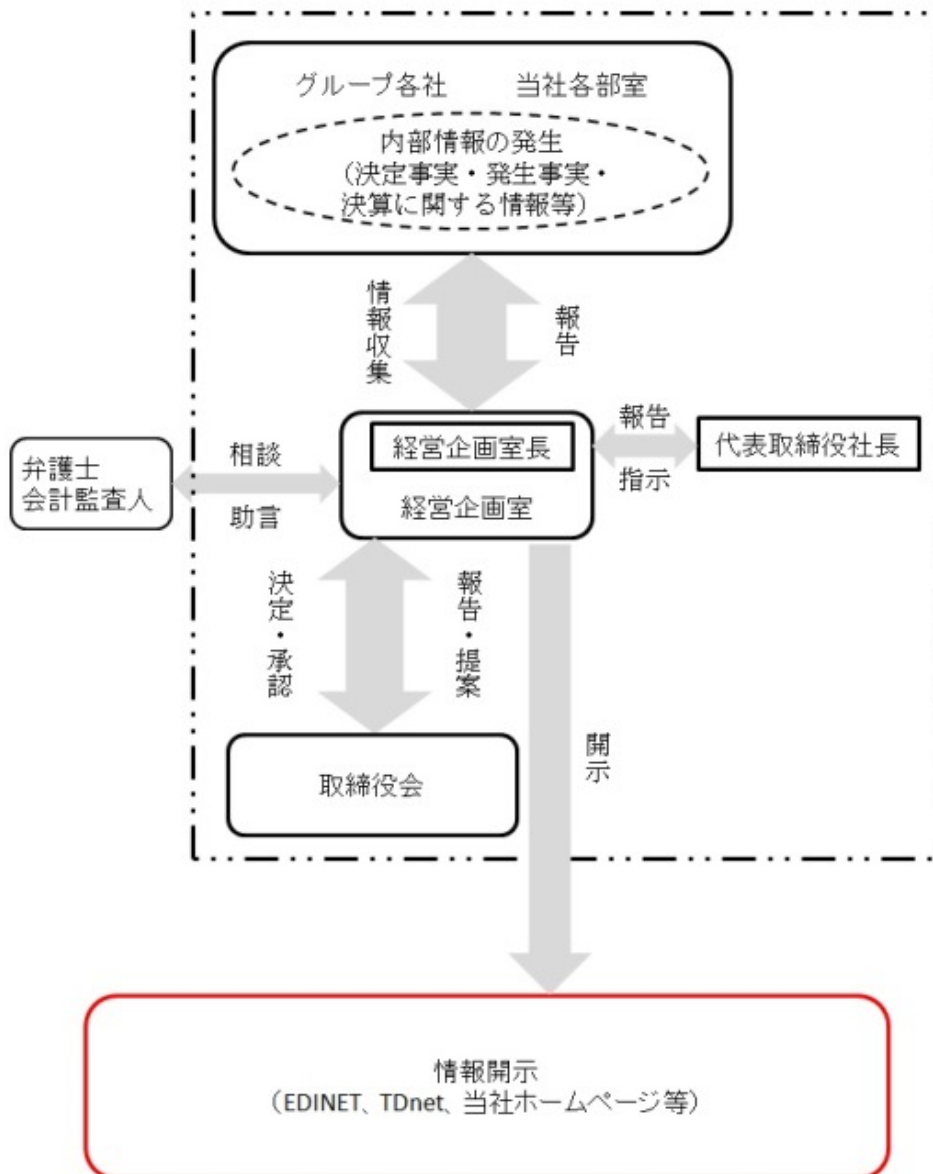 グループ各社 当社各部室
内部情報の発生
（決定事実・発生事実・
決算に関する情報等）
情報収集
報告
弁護士
会計監査人
相談
助言
経営企画室長
経営企画室
報告
指示
代表取締役社長
決定・承認
報告・提案
取締役会
開示
情報開示
（EDINET、TDnet、当社ホームページ等）